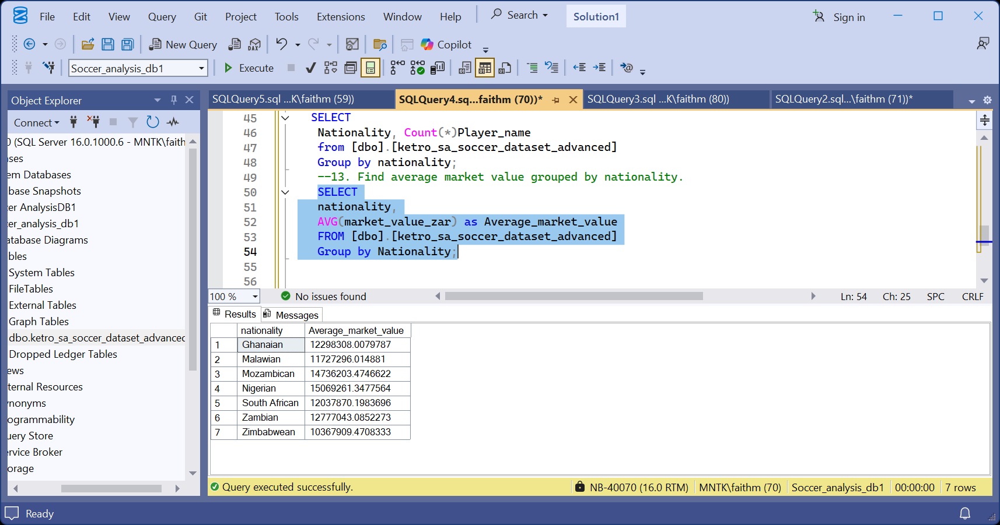 File Edit View Query Git Project Tools Extensions Window Help Search Solution1 Sign in
New Query DAX Copilot
Soccer_analysis_db1 Execute
Object Explorer
Connect
0 (SQL Server 16.0.1000.6 - MNTK\faith
ases
em Databases
base Snapshots
cer AnalysisDB1
cer_analysis_db1
atabase Diagrams
bles
System Tables
FileTables
External Tables
Graph Tables
dbo.ketro_sa_soccer_dataset_advanced
Dropped Ledger Tables
ews
ternal Resources
ynonyms
ogrammability
uery Store
ervice Broker
orage
SQLQuery5.sql ...K\faithm (59)) SQLQuery4.sq...faithm (70))* SQLQuery3.sql ...K\faithm (80)) SQLQuery2.sql...\faithm (71))*
45 SELECT
46 Nationality, Count(*)Player_name
47 from [dbo].[ketro_sa_soccer_dataset_advanced]
48 Group by nationality;
49 --13. Find average market value grouped by nationality.
50 SELECT
51 nationality,
52 AVG(market_value_zar) as Average_market_value
53 FROM [dbo].[ketro_sa_soccer_dataset_advanced]
54 Group by Nationality;
55
56
100 % No issues found Ln: 54 Ch: 25 SPC CRLF
Results Messages
nationality Average_market_value
1 Ghanaian 12298308.0079787
2 Malawian 11727296.014881
3 Mozambican 14736203.4746622
4 Nigerian 15069261.3477564
5 South African 12037870.1983696
6 Zambian 12777043.0852273
7 Zimbabwean 10367909.4708333
Query executed successfully. NB-40070 (16.0 RTM) MNTK\faithm (70) Soccer_analysis_db1 00:00:00 7 rows
Ready